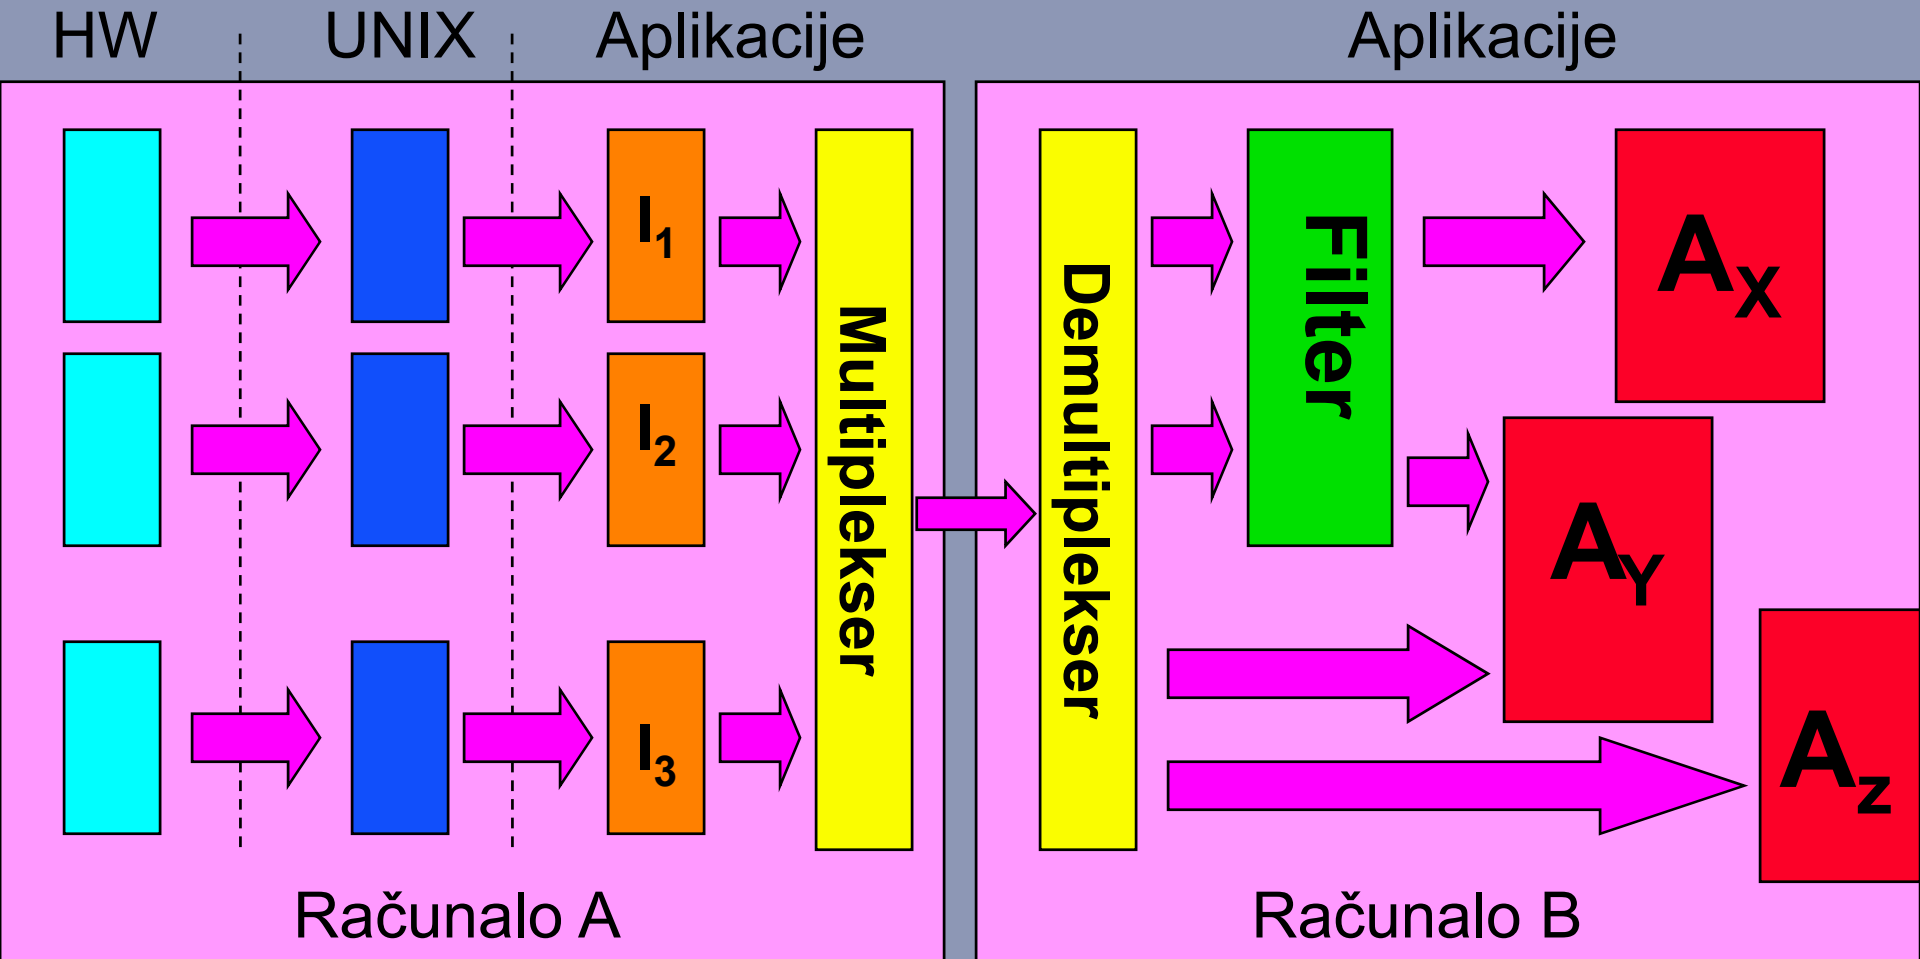 HW UNIX Aplikacije Aplikacije
I1
I2
I3
Multiplekser
Demultiplekser
Filter
AX
AY
Az
Računalo A
Računalo B